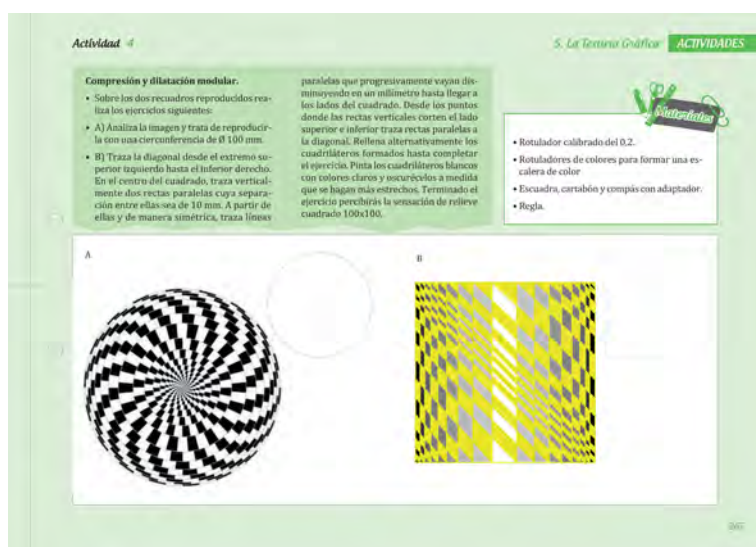 Actividad 4
5. La Textura Gráfica ACTIVIDADES
Compresión y dilatación modular.
• Sobre los dos recuadros reproducidos rea-
liza los ejercicios siguientes:
• A) Analiza la imagen y trata de reproducir-
la con una cierconferencia de Ø 100 mm.
• B) Traza la diagonal desde el extremo su-
perior izquierdo hasta el inferior derecho.
En el centro del cuadrado, traza vertical-
mente dos rectas paralelas cuya separa-
ción entre ellas sea de 10 mm. A partir de
ellas y de manera simétrica, traza líneas
paralelas que progresivamente vayan dis-
minuyendo en un milímetro hasta llegar a
los lados del cuadrado. Desde los puntos
donde las rectas verticales corten el lado
superior e inferior traza rectas paralelas a
la diagonal. Rellena alternativamente los
cuadriláteros formados hasta completar
el ejercicio. Pinta los cuadriláteros blancos
con colores claros y oscurécelos a medida
que se hagan más estrechos. Terminado el
ejercicio percibirás la sensación de relieve
cuadrado 100x100.
Materiales
• Rotulador calibrado del 0,2.
• Rotuladores de colores para formar una es-
calera de color
• Escuadra, cartabón y compás con adaptador.
• Regla.
A
B